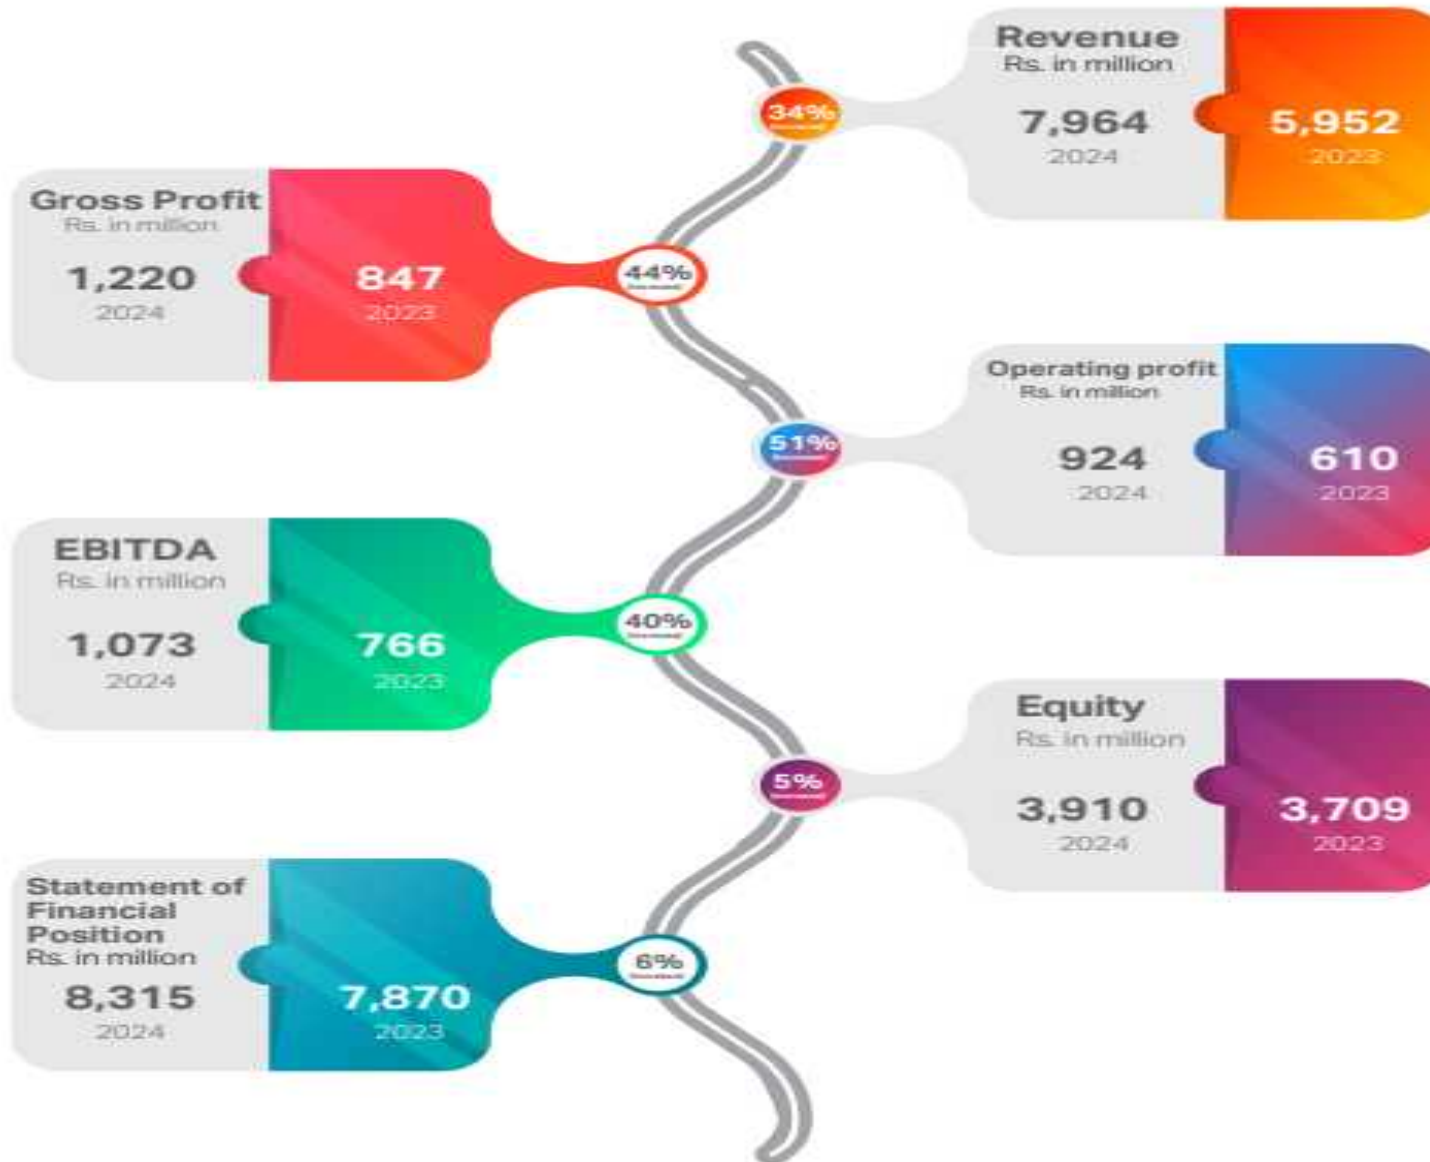 Revenue
Rs. in million
7,964
2024
5,952
2023
34%
Gross Profit
Rs. in million
1,220
2024
847
2023
44%
Operating profit
Rs. in million
924
2024
610
2023
51%
EBITDA
Rs. in million
1,073
2024
766
2023
40%
Equity
Rs. in million
3,910
2024
3,709
2023
5%
Statement of
Financial
Position
Rs. in million
8,315
2024
7,870
2023
6%